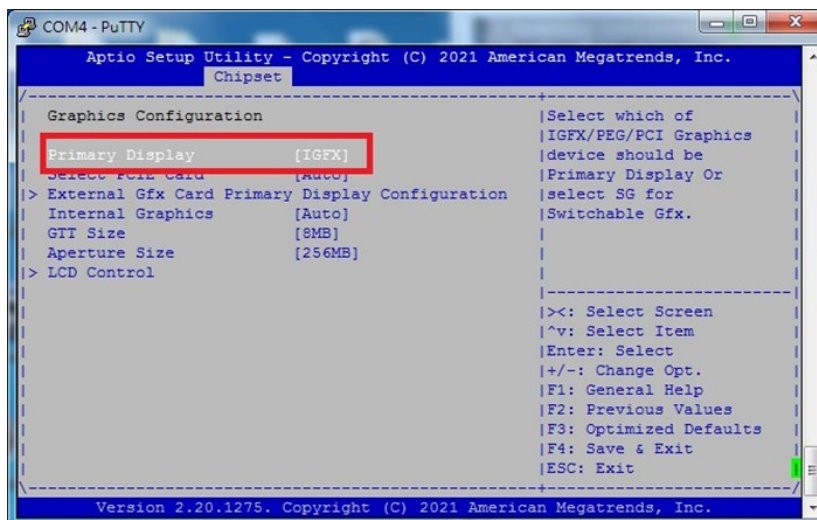 COM4 - PuTTY
Aptio Setup Utility - Copyright (C) 2021 American Megatrends, Inc.
Chipset
Graphics Configuration
Primary Display [IGFX]
Select PCIE Card [Auto]
> External Gfx Card Primary Display Configuration
Internal Graphics [Auto]
GTT Size [8MB]
Aperture Size [256MB]
> LCD Control
Select which of
IGFX/PEG/PCI Graphics
device should be
Primary Display Or
select SG for
Switchable Gfx.
><: Select Screen
^v: Select Item
Enter: Select
+/-: Change Opt.
F1: General Help
F2: Previous Values
F3: Optimized Defaults
F4: Save & Exit
ESC: Exit
Version 2.20.1275. Copyright (C) 2021 American Megatrends, Inc.